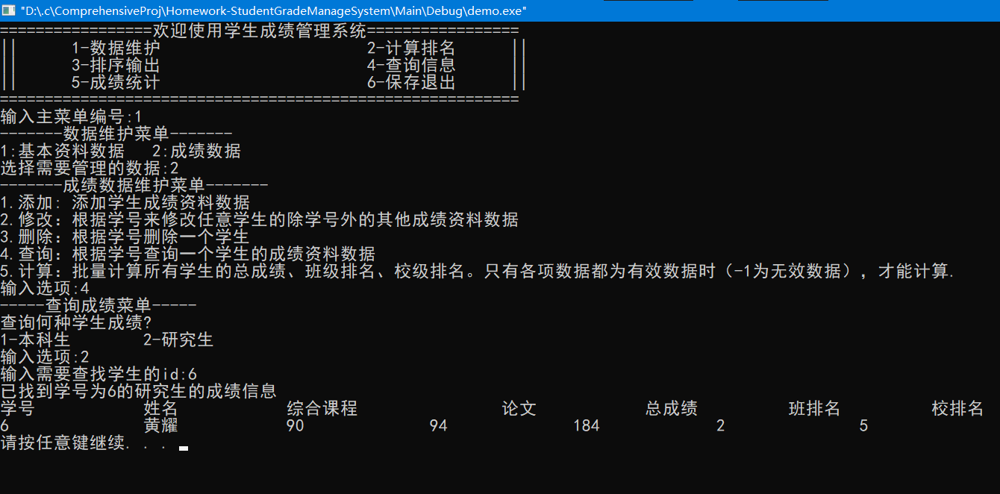 "D:\.c\ComprehensiveProj\Homework-StudentGradeManageSystem\Main\Debug\demo.exe"
=================欢迎使用学生成绩管理系统=================
||      1-数据维护                       2-计算排名      ||
||      3-排序输出                       4-查询信息      ||
||      5-成绩统计                       6-保存退出      ||
==========================================================
输入主菜单编号:1
-------数据维护菜单-------
1:基本资料数据   2:成绩数据
选择需要管理的数据:2
-------成绩数据维护菜单-------
1.添加: 添加学生成绩资料数据
2.修改：根据学号来修改任意学生的除学号外的其他成绩资料数据
3.删除：根据学号删除一个学生
4.查询：根据学号查询一个学生的成绩资料数据
5.计算：批量计算所有学生的总成绩、班级排名、校级排名。只有各项数据都为有效数据时（-1为无效数据），才能计算.
输入选项:4
-----查询成绩菜单-----
查询何种学生成绩?
1-本科生        2-研究生
输入选项:2
输入需要查找学生的id:6
已找到学号为6的研究生的成绩信息
学号            姓名            综合课程                论文            总成绩          班排名          校排名
6               黄耀            90              94              184             2               5
请按任意键继续. . .